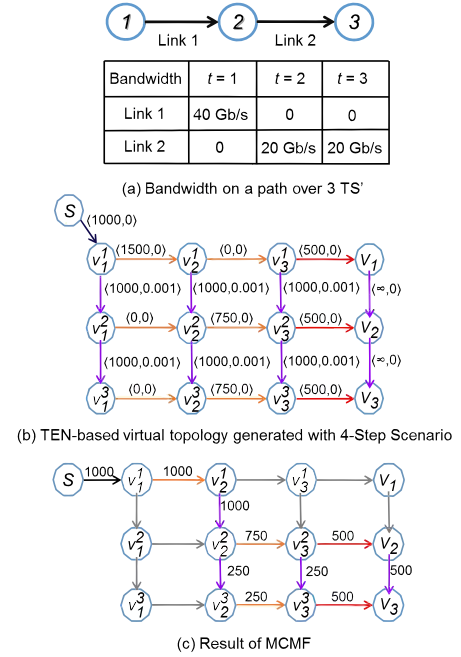 1 2 3
Link 1 Link 2
Bandwidth t = 1 t = 2 t = 3
Link 1 40 Gb/s 0 0
Link 2 0 20 Gb/s 20 Gb/s
(a) Bandwidth on a path over 3 TS'
S
⟨1000,0⟩
⟨1500,0⟩ ⟨0,0⟩ ⟨500,0⟩
v₁¹ v₂¹ v₃¹ V₁
⟨1000,0.001⟩ ⟨1000,0.001⟩ ⟨1000,0.001⟩ ⟨∞,0⟩
⟨0,0⟩ ⟨750,0⟩ ⟨500,0⟩
v₁² v₂² v₃² V₂
⟨1000,0.001⟩ ⟨1000,0.001⟩ ⟨1000,0.001⟩ ⟨∞,0⟩
⟨0,0⟩ ⟨750,0⟩ ⟨500,0⟩
v₁³ v₂³ v₃³ V₃
(b) TEN-based virtual topology generated with 4-Step Scenario
1000 1000
S v₁¹ v₂¹ v₃¹ V₁
1000
750 500
v₁² v₂² v₃² V₂
250 250 500
250 500
v₁³ v₂³ v₃³ V₃
(c) Result of MCMF